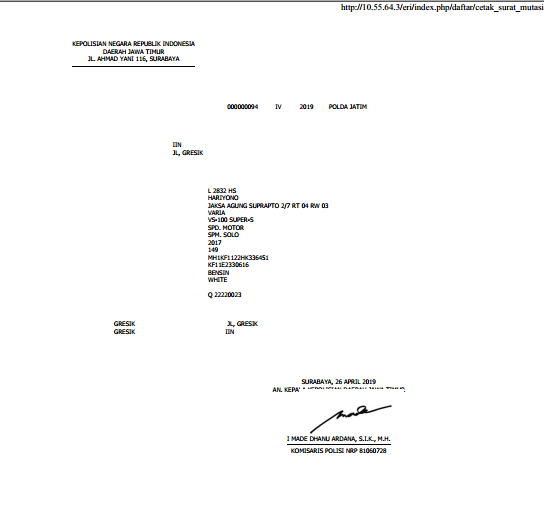 http://10.55.64.3/eri/index.php/daftar/cetak_surat_mutasi
KEPOLISIAN NEGARA REPUBLIK INDONESIA
DAERAH JAWA TIMUR
JL. AHMAD YANI 116, SURABAYA
000000094 IV 2019 POLDA JATIM
IIN
JL, GRESIK
L 2832 HS
HARIYONO
JAKSA AGUNG SUPRAPTO 2/7 RT 04 RW 03
VARIA
VS-100 SUPER-S
SPD. MOTOR
SPM. SOLO
2017
149
MH1KF1122HK336451
KF11E2330616
BENSIN
WHITE
Q 22220023
GRESIK JL, GRESIK
GRESIK IIN
SURABAYA, 26 APRIL 2019
AN. KEPALA KEPOLISIAN DAERAH JAWA TIMUR,
I MADE DHANU ARDANA, S.I.K., M.H.
KOMISARIS POLISI NRP 81060728